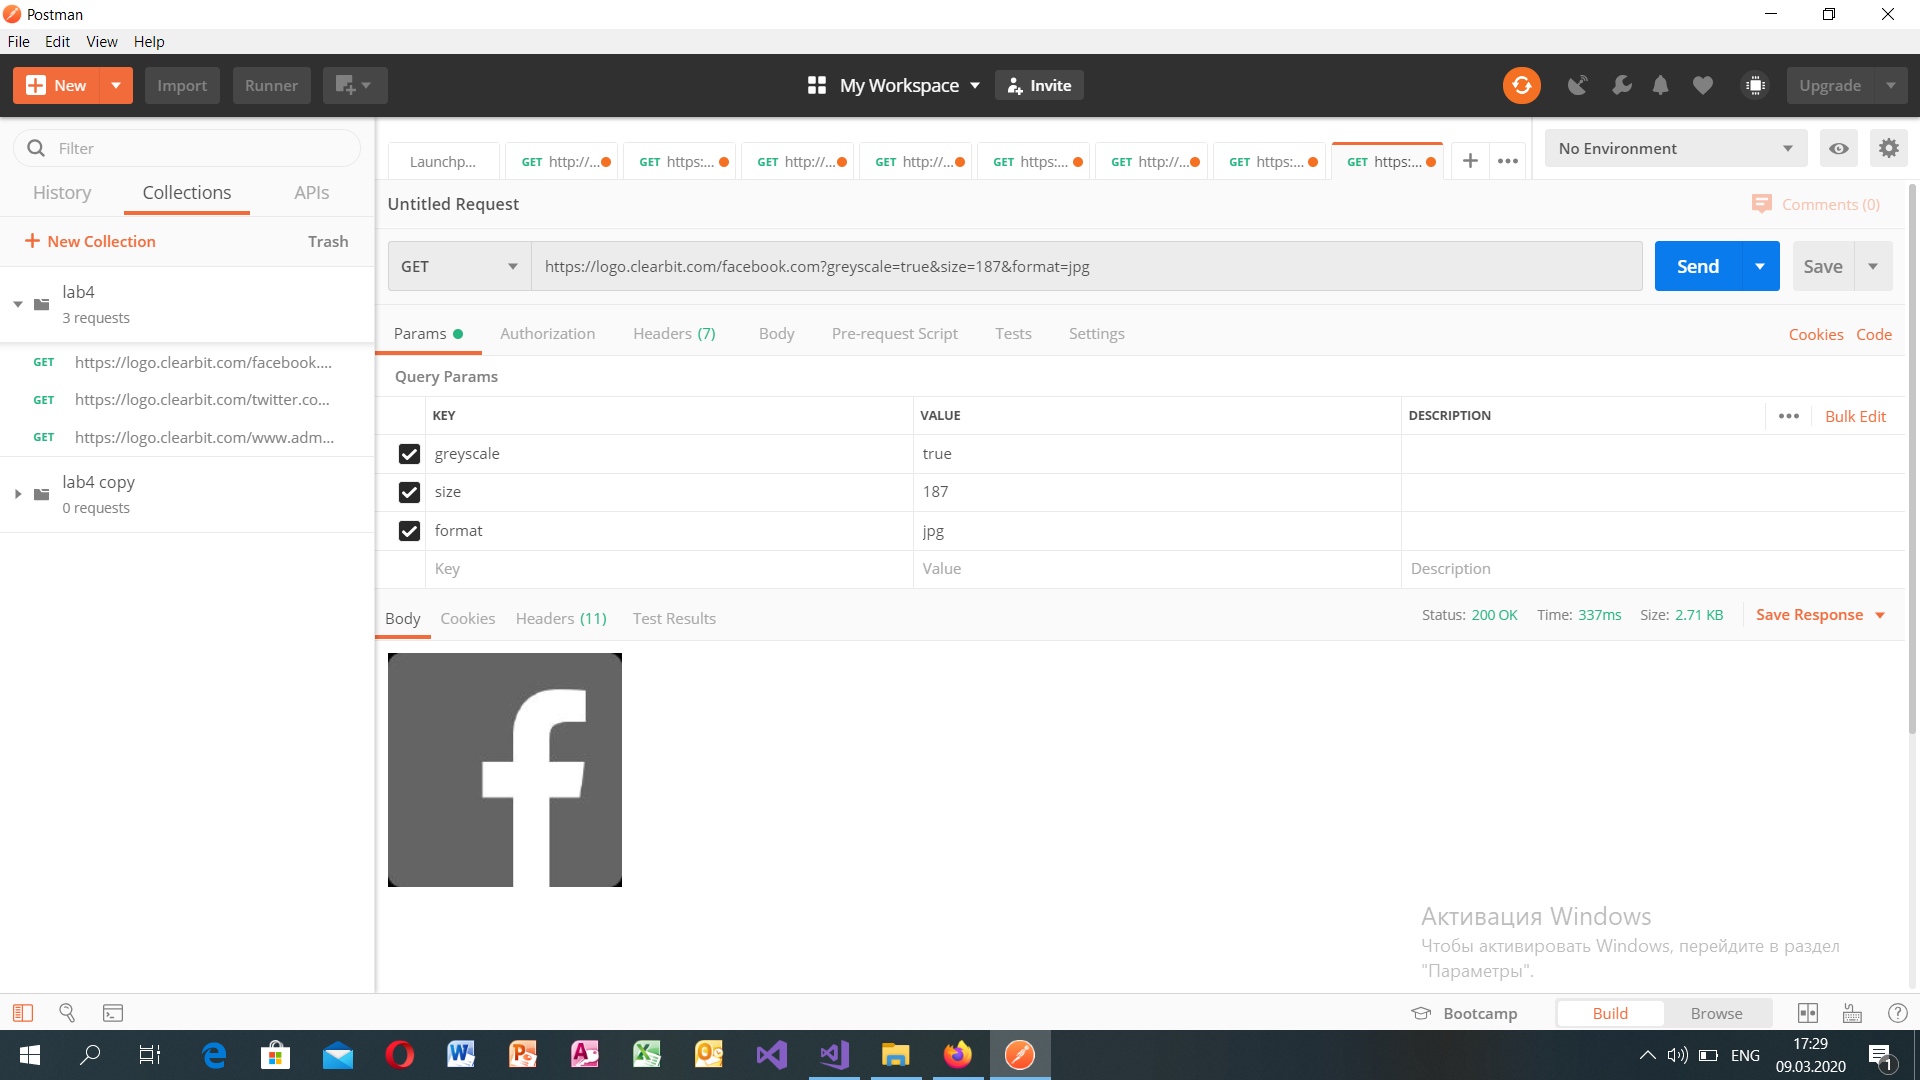 Postman
File Edit View Help
New Import Runner My Workspace Invite Upgrade
Filter
History Collections APIs
New Collection Trash
lab4
3 requests
GET https://logo.clearbit.com/facebook....
GET https://logo.clearbit.com/twitter.co...
GET https://logo.clearbit.com/www.adm...
lab4 copy
0 requests
Launchp... GET http://... GET https:... GET http://... GET http://... GET https:... GET http://... GET https:... GET https:... No Environment
Untitled Request Comments (0)
GET https://logo.clearbit.com/facebook.com?greyscale=true&size=187&format=jpg Send Save
Params Authorization Headers (7) Body Pre-request Script Tests Settings Cookies Code
Query Params
KEY VALUE DESCRIPTION Bulk Edit
greyscale true
size 187
format jpg
Key Value Description
Body Cookies Headers (11) Test Results Status: 200 OK Time: 337ms Size: 2.71 KB Save Response
f
Активация Windows
Чтобы активировать Windows, перейдите в раздел
"Параметры".
Bootcamp Build Browse
ENG 17:29
09.03.2020
1